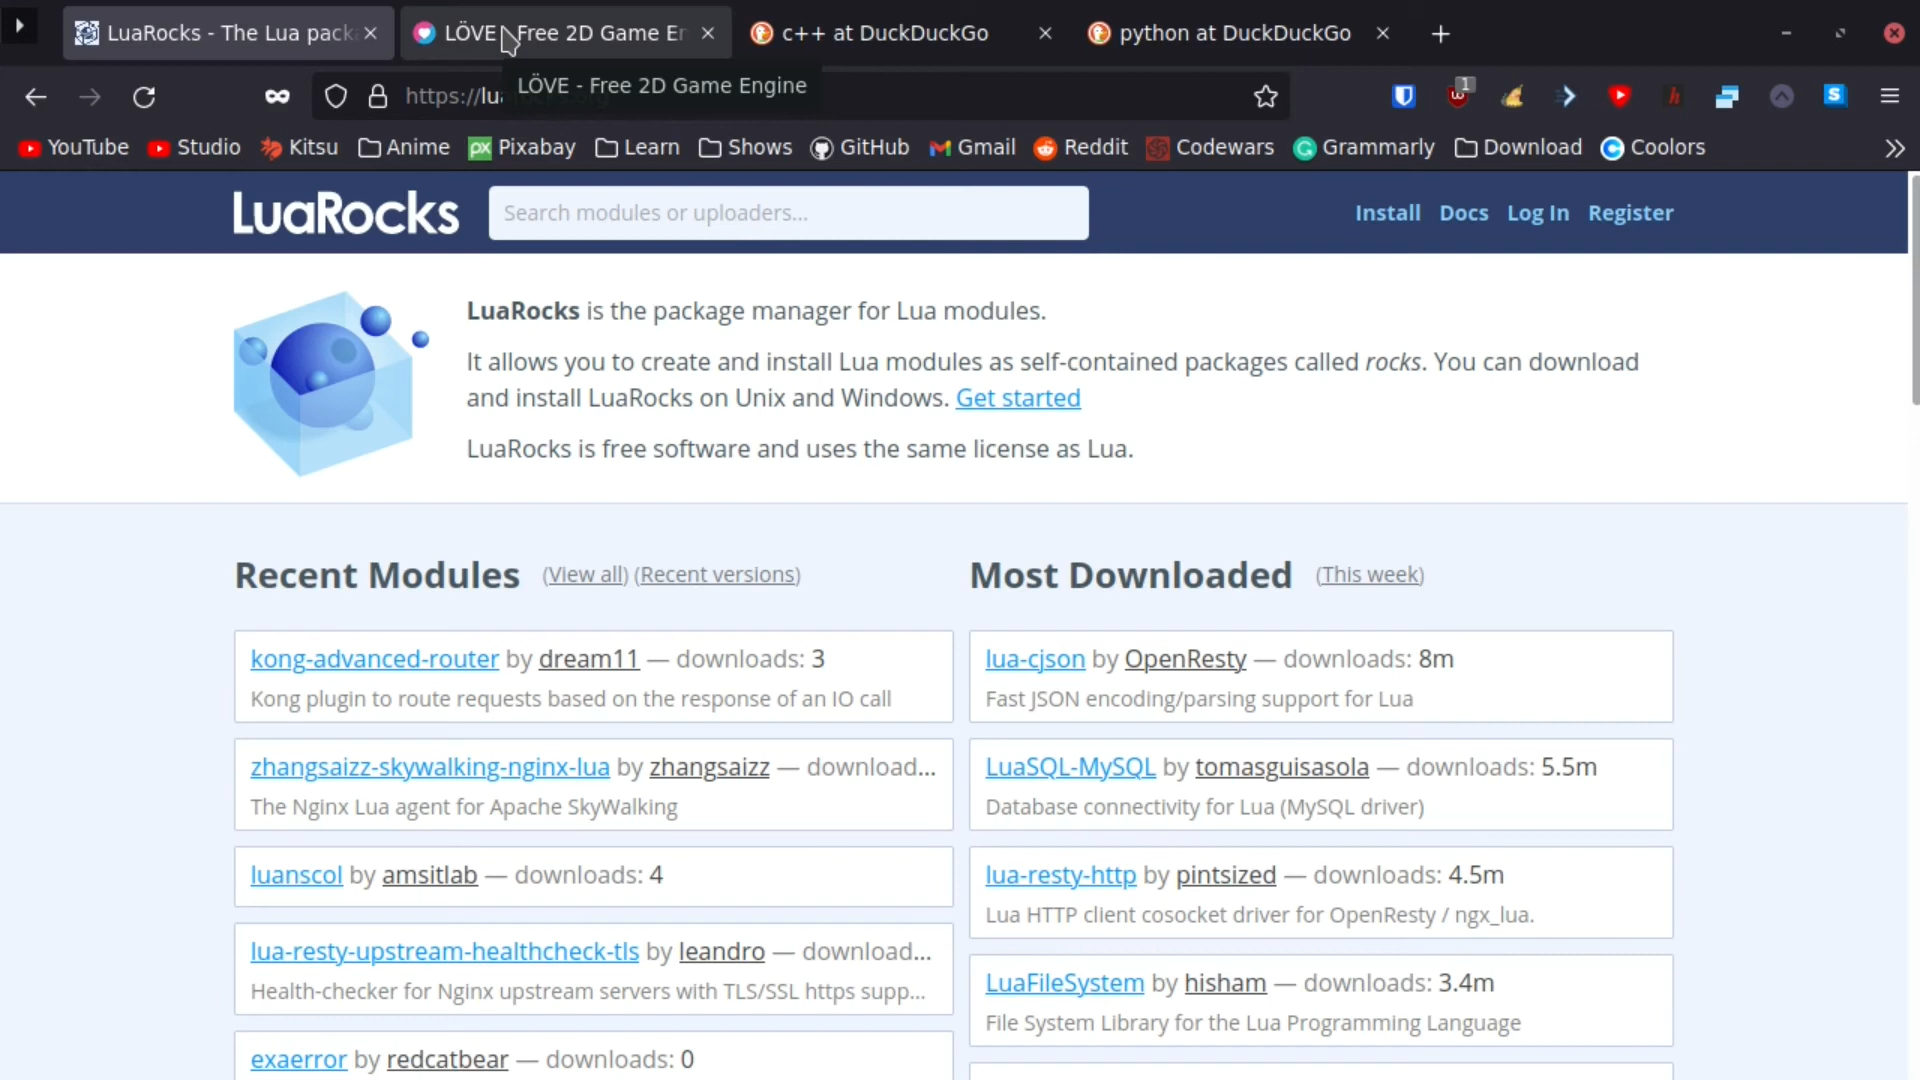 LuaRocks - The Lua pack
LÖVE - Free 2D Game En
c++ at DuckDuckGo
python at DuckDuckGo
LÖVE - Free 2D Game Engine
https://lua
1
YouTube
Studio
Kitsu
Anime
Pixabay
Learn
Shows
GitHub
Gmail
Reddit
Codewars
Grammarly
Download
Coolors
LuaRocks
Search modules or uploaders...
Install
Docs
Log In
Register
LuaRocks is the package manager for Lua modules.
It allows you to create and install Lua modules as self-contained packages called rocks. You can download
and install LuaRocks on Unix and Windows. Get started
LuaRocks is free software and uses the same license as Lua.
Recent Modules (View all) (Recent versions)
kong-advanced-router by dream11 — downloads: 3
Kong plugin to route requests based on the response of an IO call
zhangsaizz-skywalking-nginx-lua by zhangsaizz — download...
The Nginx Lua agent for Apache SkyWalking
luanscol by amsitlab — downloads: 4
lua-resty-upstream-healthcheck-tls by leandro — download...
Health-checker for Nginx upstream servers with TLS/SSL https supp...
exaerror by redcatbear — downloads: 0
Most Downloaded (This week)
lua-cjson by OpenResty — downloads: 8m
Fast JSON encoding/parsing support for Lua
LuaSQL-MySQL by tomasguisasola — downloads: 5.5m
Database connectivity for Lua (MySQL driver)
lua-resty-http by pintsized — downloads: 4.5m
Lua HTTP client cosocket driver for OpenResty / ngx_lua.
LuaFileSystem by hisham — downloads: 3.4m
File System Library for the Lua Programming Language